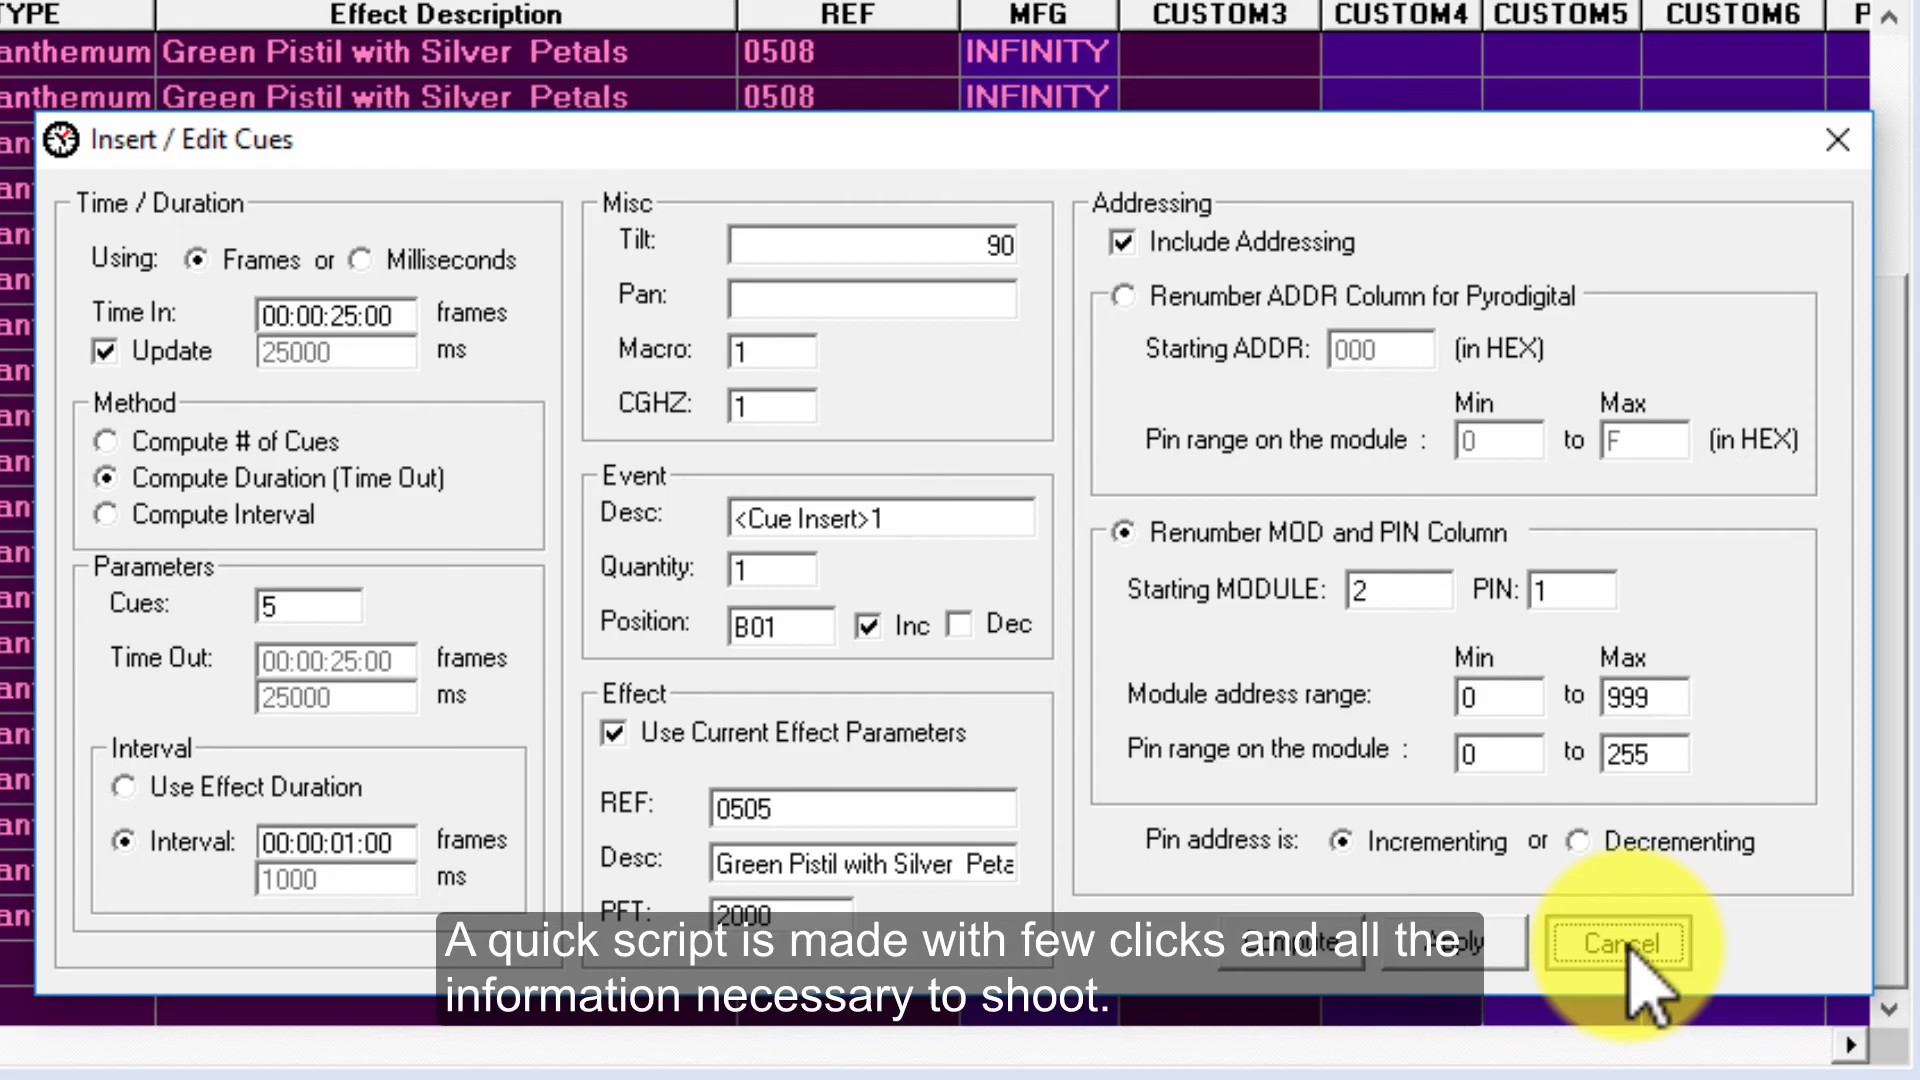 TYPE Effect Description REF MFG CUSTOM3 CUSTOM4 CUSTOM5 CUSTOM6 P
anthemum Green Pistil with Silver Petals 0508 INFINITY
anthemum Green Pistil with Silver Petals 0508 INFINITY
Insert / Edit Cues
Time / Duration
Using: Frames or Milliseconds
Time In: 00:00:25:00 frames
Update 25000 ms
Method
Compute # of Cues
Compute Duration (Time Out)
Compute Interval
Parameters
Cues: 5
Time Out: 00:00:25:00 frames
25000 ms
Interval
Use Effect Duration
Interval: 00:00:01:00 frames
1000 ms
Misc
Tilt: 90
Pan:
Macro: 1
CGHZ: 1
Event
Desc: <Cue Insert>1
Quantity: 1
Position: B01 Inc Dec
Effect
Use Current Effect Parameters
REF: 0505
Desc: Green Pistil with Silver Peta
PFT: 2000
Addressing
Include Addressing
Renumber ADDR Column for Pyrodigital
Starting ADDR: 000 (in HEX)
Min Max
Pin range on the module : 0 to F (in HEX)
Renumber MOD and PIN Column
Starting MODULE: 2 PIN: 1
Min Max
Module address range: 0 to 999
Pin range on the module : 0 to 255
Pin address is: Incrementing or Decrementing
Compute Apply Cancel
A quick script is made with few clicks and all the
information necessary to shoot.